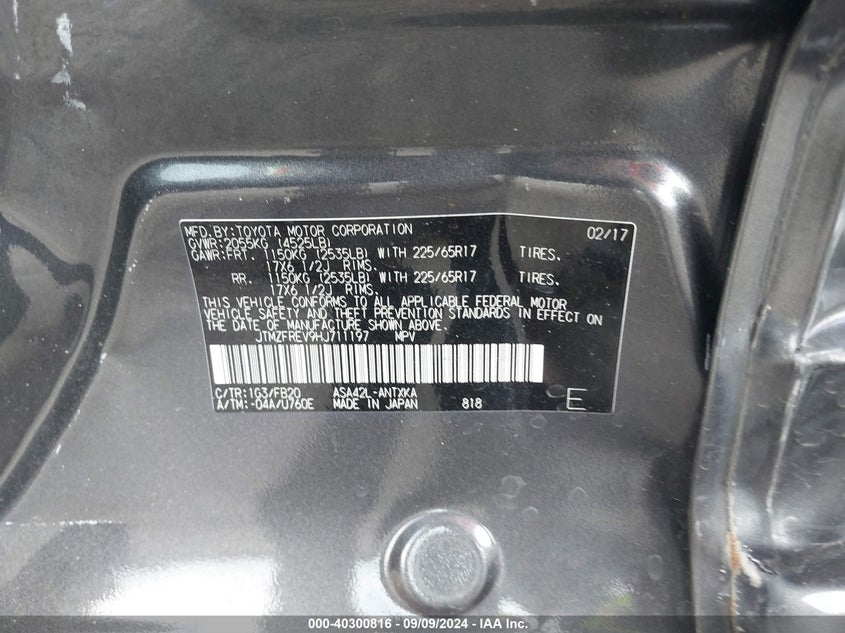 MFD.BY:TOYOTA MOTOR CORPORATION 02/17
GVWR:2055KG (4525LB)
GAWR:FRT. 1150KG (2535LB) WITH 225/65R17 TIRES.
17X6 1/2J RIMS.
RR. 1150KG (2535LB) WITH 225/65R17 TIRES.
17X6 1/2J RIMS.
THIS VEHICLE CONFORMS TO ALL APPLICABLE FEDERAL MOTOR
VEHICLE SAFETY AND THEFT PREVENTION STANDARDS IN EFFECT ON
THE DATE OF MANUFACTURE SHOWN ABOVE.
JTMZFREV9HJ711197 MPV
C/TR:1G3/FB20 ASA42L-ANTXKA
A/TM:-04A/U760E MADE IN JAPAN 818 E
000-40300816 - 09/09/2024 - IAA Inc.